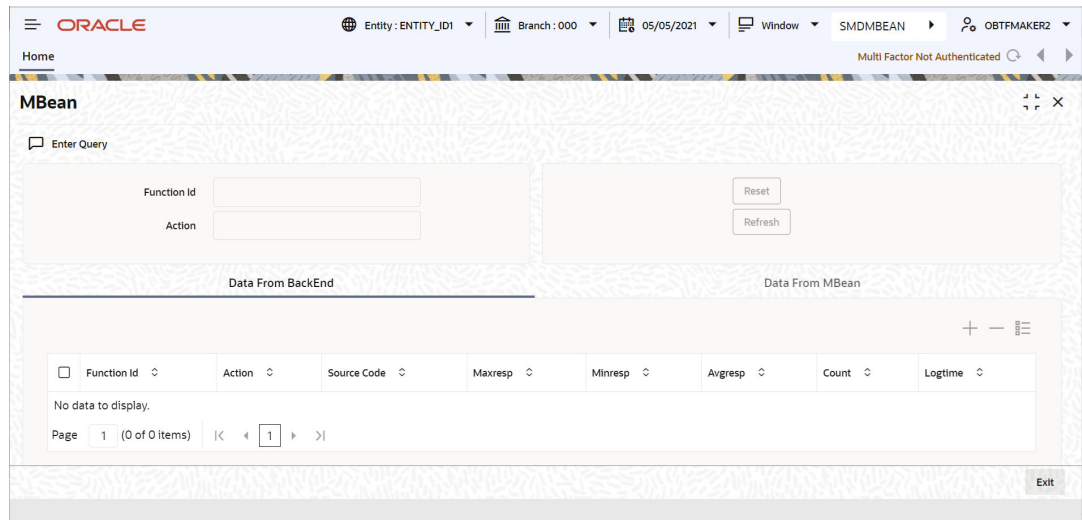 ORACLE Entity : ENTITY_ID1 Branch : 000 05/05/2021 Window SMDMBEAN OBTFMAKER2
Home Multi Factor Not Authenticated
MBean
Enter Query
Function Id Reset
Action Refresh
Data From BackEnd Data From MBean
Function Id Action Source Code Maxresp Minresp Avgresp Count Logtime
No data to display.
Page 1 (0 of 0 items) 1
Exit